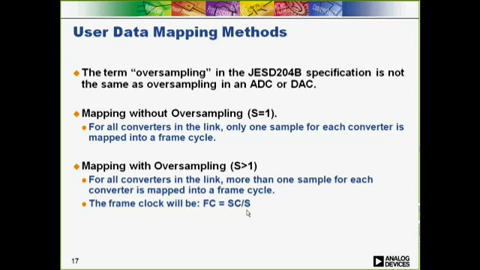 User Data Mapping Methods
The term “oversampling” in the JESD204B specification is not
the same as oversampling in an ADC or DAC.
Mapping without Oversampling (S=1).
For all converters in the link, only one sample for each converter is
mapped into a frame cycle.
Mapping with Oversampling (S>1)
For all converters in the link, more than one sample for each
converter is mapped into a frame cycle.
The frame clock will be: FC = SC/S
17
ANALOG
DEVICES